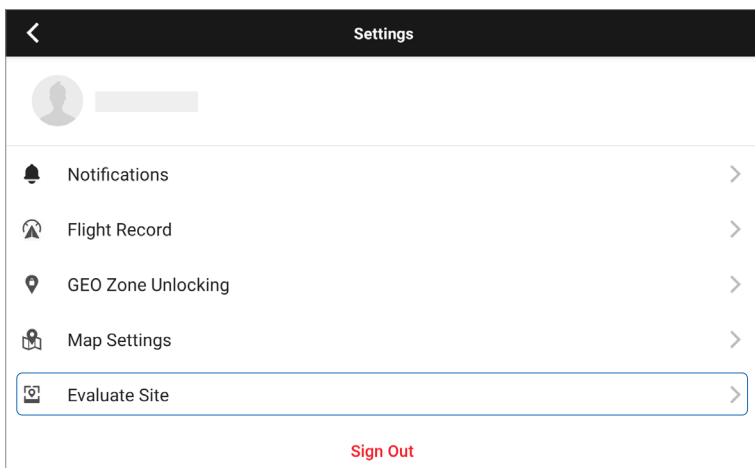 Settings
Notifications
Flight Record
GEO Zone Unlocking
Map Settings
Evaluate Site
Sign Out